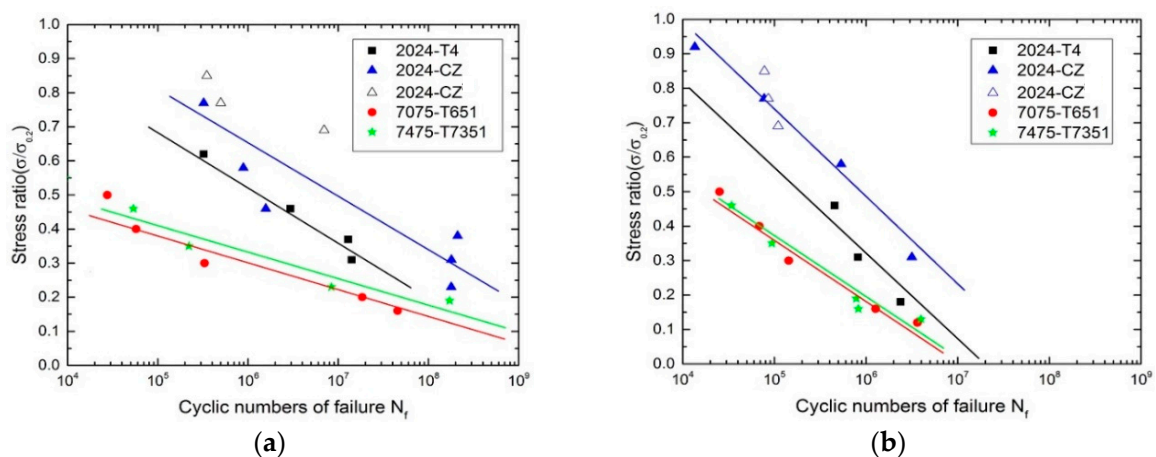 1.0
0.9
0.8
0.7
0.6
0.5
0.4
0.3
0.2
0.1
0.0
Stress ratio(σ/σ0.2)
2024-T4
2024-CZ
2024-CZ
7075-T651
7475-T7351
10^4 10^5 10^6 10^7 10^8 10^9
Cyclic numbers of failure Nf
(a)
1.0
0.9
0.8
0.7
0.6
0.5
0.4
0.3
0.2
0.1
0.0
Stress ratio(σ/σ0.2)
2024-T4
2024-CZ
2024-CZ
7075-T651
7475-T7351
10^4 10^5 10^6 10^7 10^8 10^9
Cyclic numbers of failure Nf
(b)